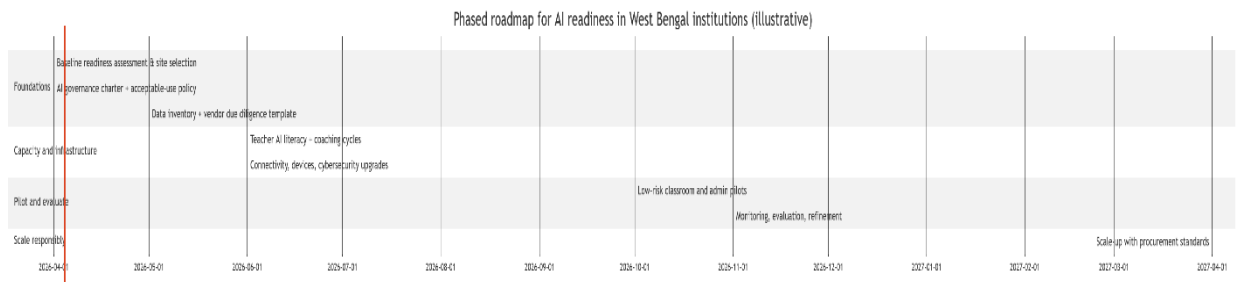 Phased roadmap for AI readiness in West Bengal institutions (illustrative)
Baseline readiness assessment & site selection
Foundations
AI governance charter + acceptable-use policy
Data inventory + vendor due diligence template
Teacher AI literacy + coaching cycles
Capacity and infrastructure
Connectivity, devices, cybersecurity upgrades
Low-risk classroom and admin pilots
Pilot and evaluate
Monitoring, evaluation, refinement
Scale responsibly
Scale-up with procurement standards
2026-04-01 2026-05-01 2026-06-01 2026-07-01 2026-08-01 2026-09-01 2026-10-01 2026-11-01 2026-12-01 2027-01-01 2027-02-01 2027-03-01 2027-04-01